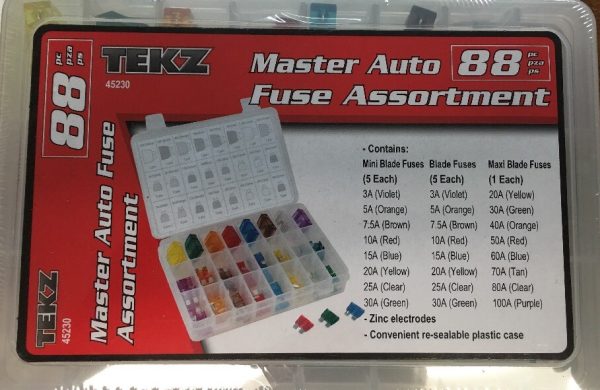 88 pc pza ps
TEKZ
45230
Master Auto
Fuse Assortment
88 pc pza ps
Master Auto Fuse
Assortment
TEKZ
45230
- Contains:
Mini Blade Fuses Blade Fuses Maxi Blade Fuses
(5 Each) (5 Each) (1 Each)
3A (Violet) 3A (Violet) 20A (Yellow)
5A (Orange) 5A (Orange) 30A (Green)
7.5A (Brown) 7.5A (Brown) 40A (Orange)
10A (Red) 10A (Red) 50A (Red)
15A (Blue) 15A (Blue) 60A (Blue)
20A (Yellow) 20A (Yellow) 70A (Tan)
25A (Clear) 25A (Clear) 80A (Clear)
30A (Green) 30A (Green) 100A (Purple)
- Zinc electrodes
- Convenient re-sealable plastic case